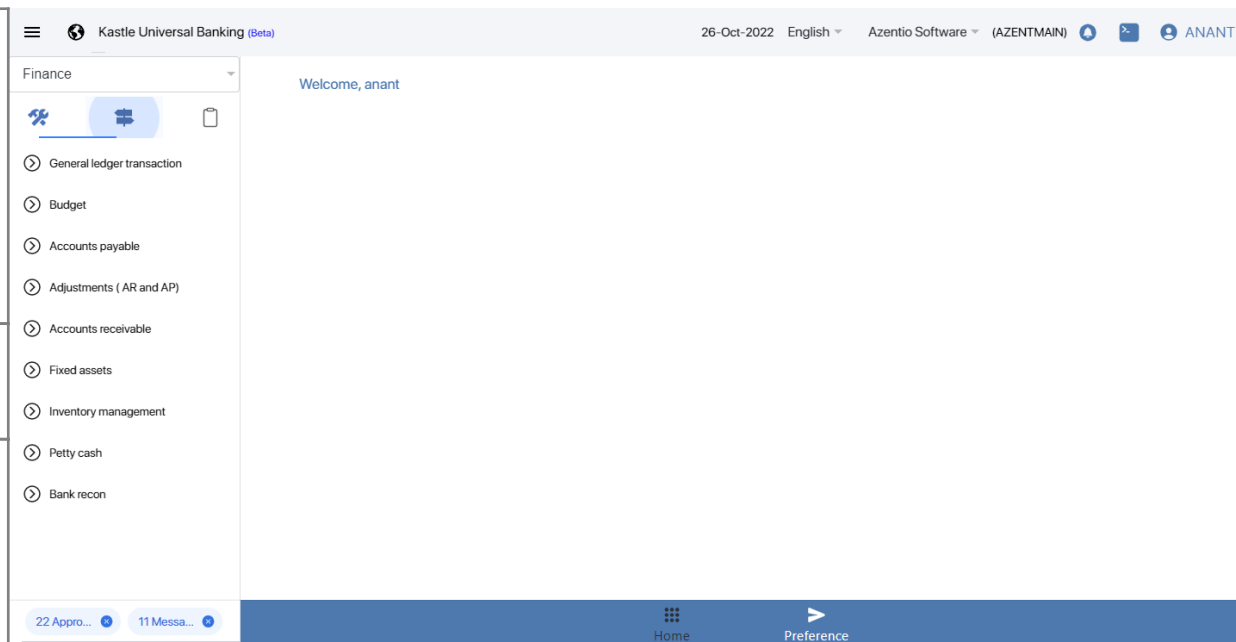 Kastle Universal Banking (Beta) 26-Oct-2022 English Azentio Software (AZENTMAIN) ANANT
Finance
Welcome, anant
General ledger transaction
Budget
Accounts payable
Adjustments ( AR and AP)
Accounts receivable
Fixed assets
Inventory management
Petty cash
Bank recon
22 Appro... 11 Messa...
Home Preference